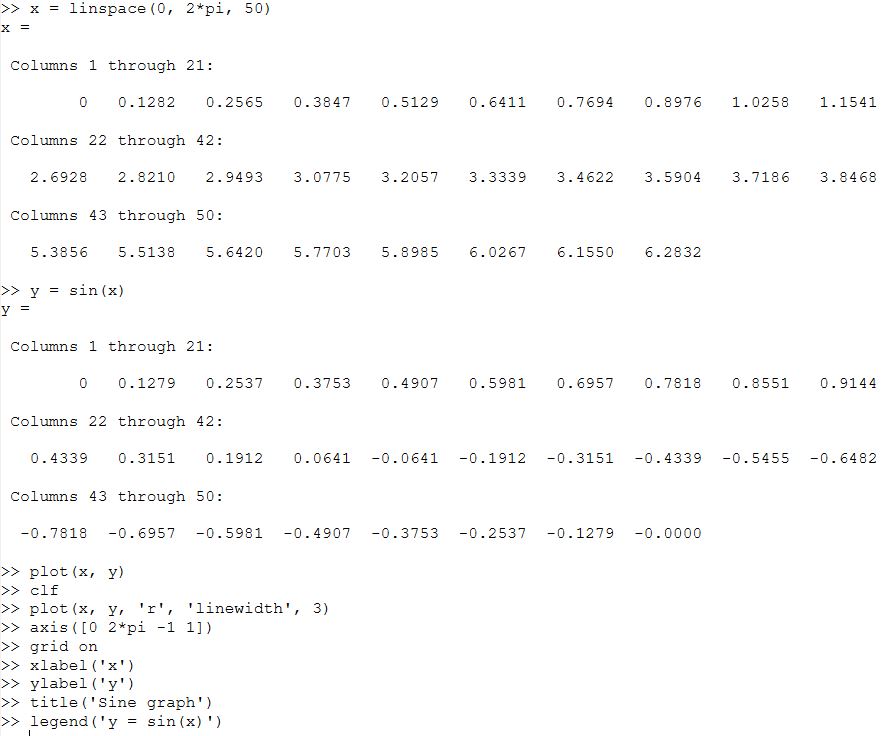 >> x = linspace(0, 2*pi, 50)
x =
Columns 1 through 21:
0 0.1282 0.2565 0.3847 0.5129 0.6411 0.7694 0.8976 1.0258 1.1541
Columns 22 through 42:
2.6928 2.8210 2.9493 3.0775 3.2057 3.3339 3.4622 3.5904 3.7186 3.8468
Columns 43 through 50:
5.3856 5.5138 5.6420 5.7703 5.8985 6.0267 6.1550 6.2832
>> y = sin(x)
y =
Columns 1 through 21:
0 0.1279 0.2537 0.3753 0.4907 0.5981 0.6957 0.7818 0.8551 0.9144
Columns 22 through 42:
0.4339 0.3151 0.1912 0.0641 -0.0641 -0.1912 -0.3151 -0.4339 -0.5455 -0.6482
Columns 43 through 50:
-0.7818 -0.6957 -0.5981 -0.4907 -0.3753 -0.2537 -0.1279 -0.0000
>> plot(x, y)
>> clf
>> plot(x, y, 'r', 'linewidth', 3)
>> axis([0 2*pi -1 1])
>> grid on
>> xlabel('x')
>> ylabel('y')
>> title('Sine graph')
>> legend('y = sin(x)')